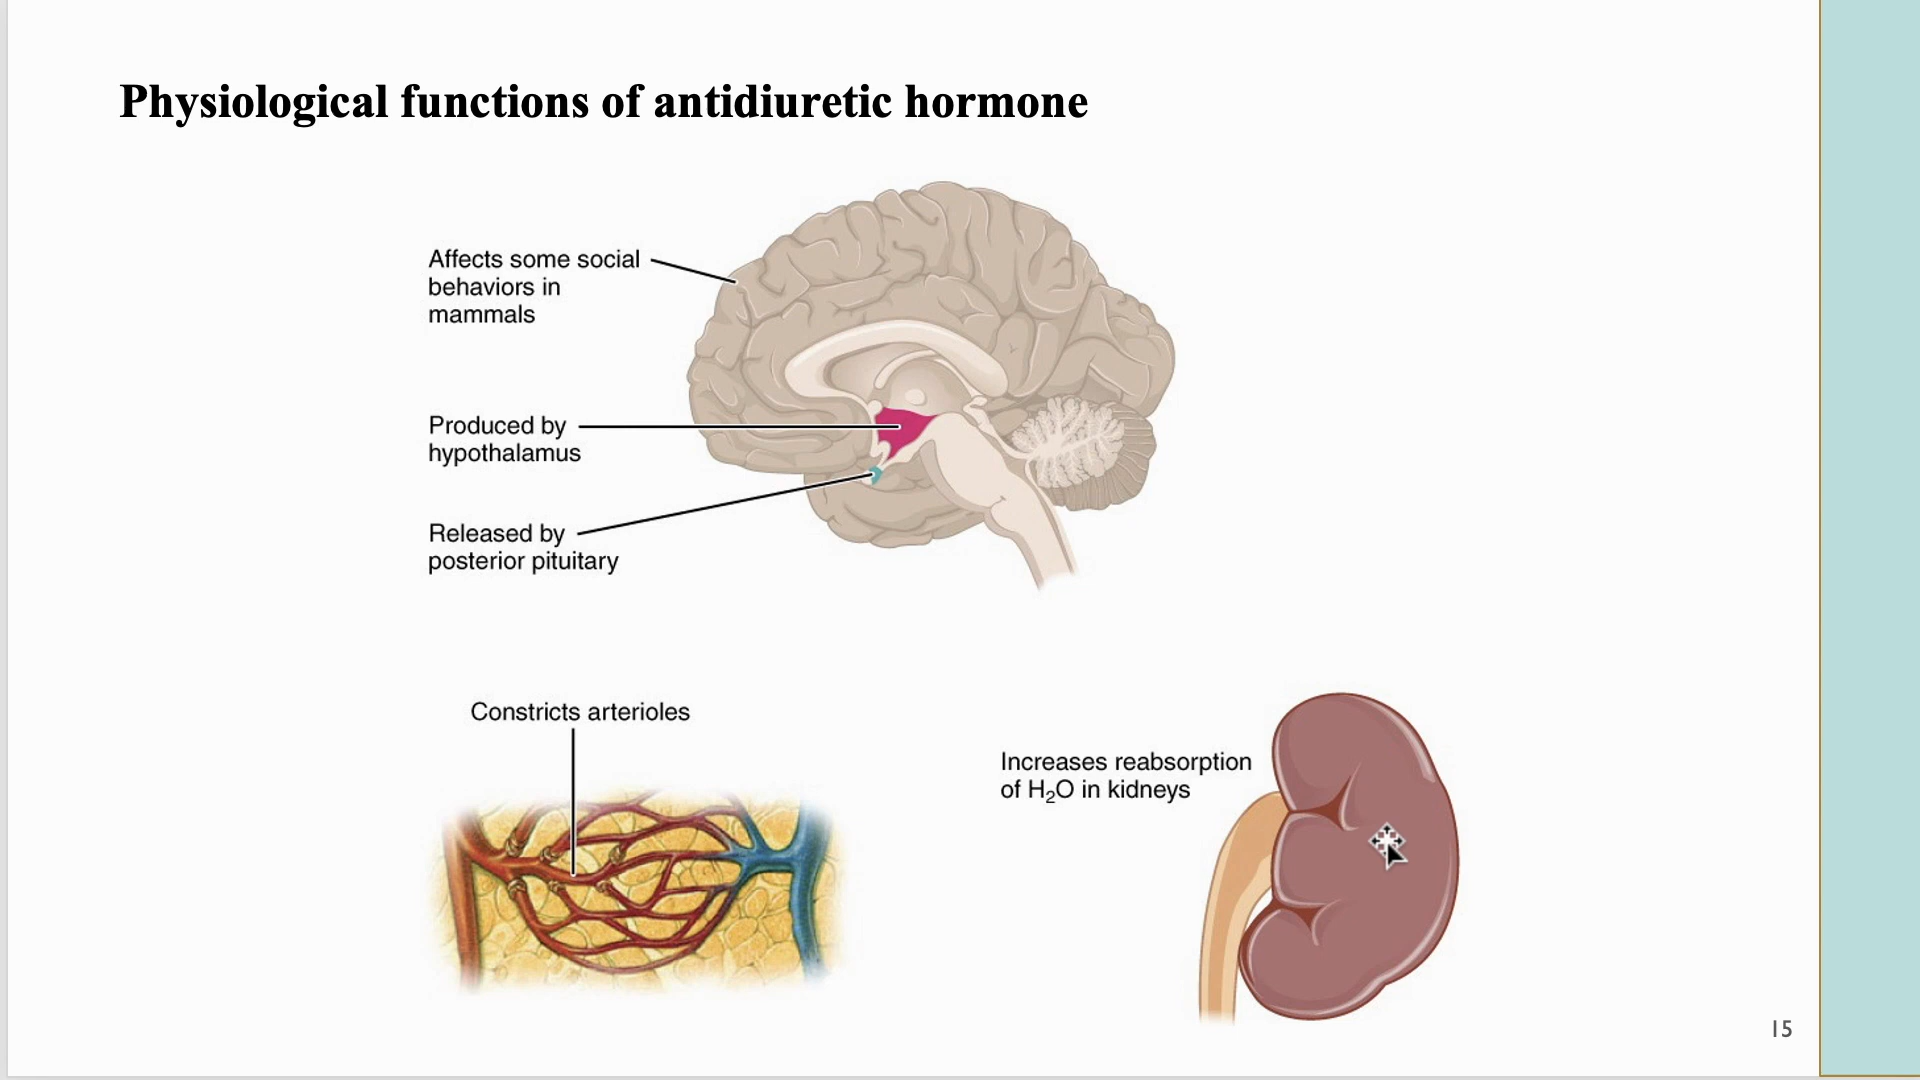 Physiological functions of antidiuretic hormone
Affects some social
behaviors in
mammals
Produced by
hypothalamus
Released by
posterior pituitary
Constricts arterioles
Increases reabsorption
of H₂O in kidneys
15